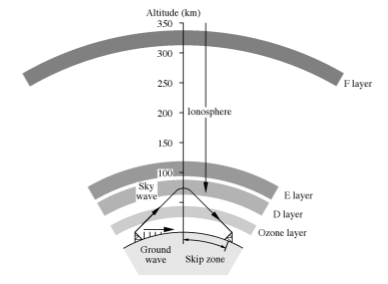 Altitude (km)
350
300
250
200
150
100
Ionosphere
F layer
E layer
D layer
Ozone layer
Sky
wave
Ground
wave
Skip zone